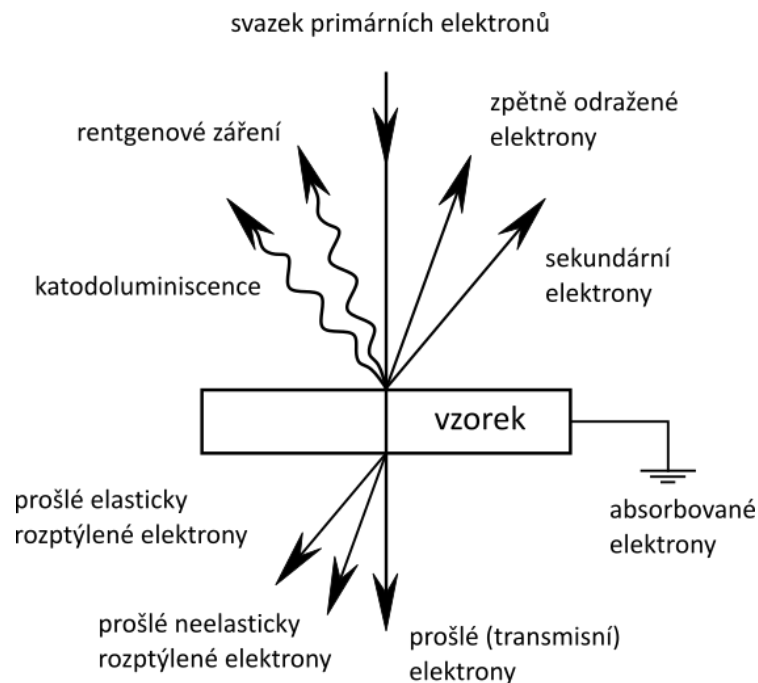 svazek primárních elektronů
zpětně odražené
elektrony
rentgenové záření
sekundární
elektrony
katodoluminiscence
vzorek
prošlé elasticky
rozptýlené elektrony
absorbované
elektrony
prošlé neelasticky
rozptýlené elektrony
prošlé (transmisní)
elektrony